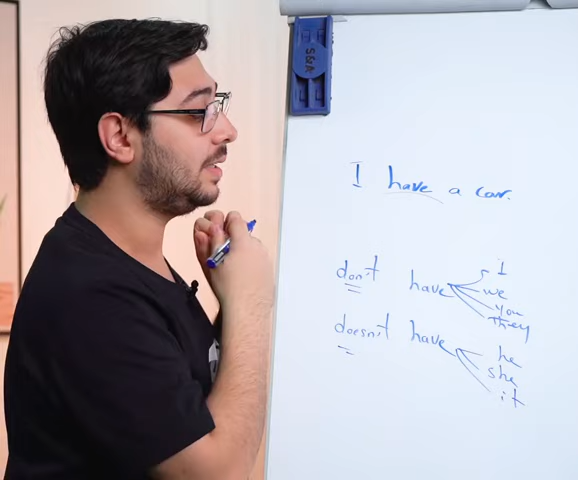 S&A
I have a car.
don't have I
we
you
they
doesn't have he
she
it